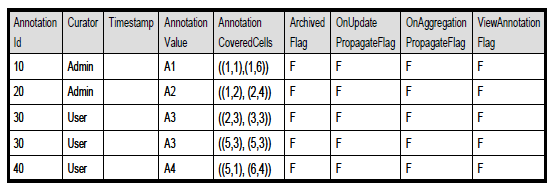 Annotation Id Curator Timestamp Annotation Value Annotation CoveredCells Archived Flag OnUpdate PropagateFlag OnAggregation PropagateFlag ViewAnnotation Flag
10 Admin A1 ((1,1),(1,6)) F F F F
20 Admin A2 ((1,2), (2,4)) F F F F
30 User A3 ((2,3), (3,3)) F F F F
30 User A3 ((5,3), (5,3)) F F F F
40 User A4 ((5,1), (6,4)) F F F F